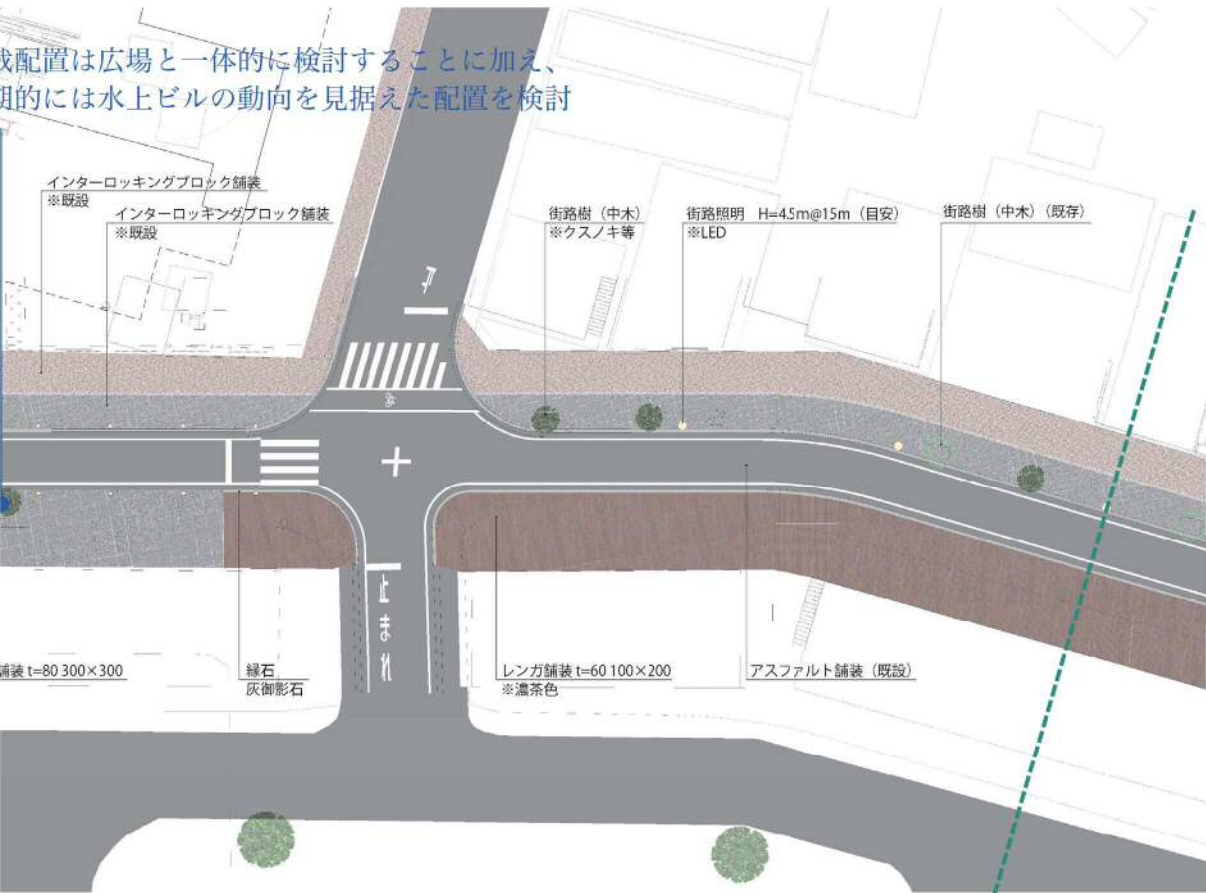 栽配置は広場と一体的に検討することに加え、
期的には水上ビルの動向を見据えた配置を検討
インターロッキングブロック舗装
※既設
インターロッキングブロック舗装
※既設
街路樹（中木）
※クスノキ等
街路照明 H=4.5m@15m（目安）
※LED
街路樹（中木）（既存）
止まれ
舗装 t=80 300×300
縁石
灰御影石
レンガ舗装 t=60 100×200
※濃茶色
アスファルト舗装（既設）